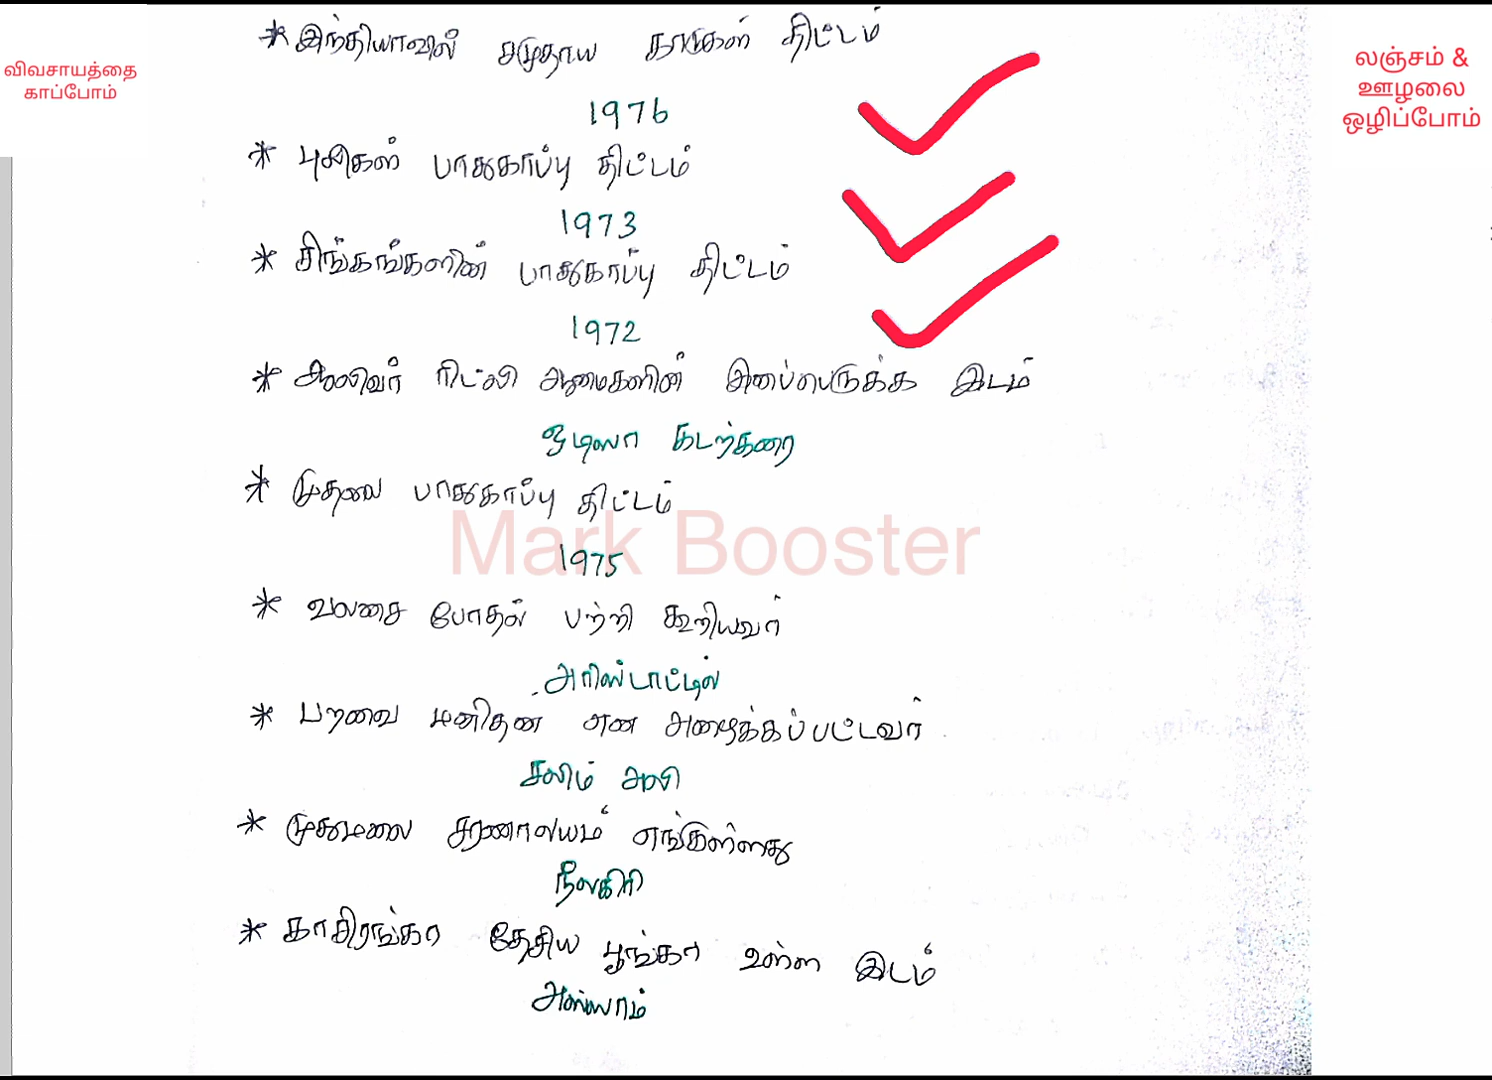 விவசாயத்தை
காப்போம்
லஞ்சம் &
ஊழலை
ஒழிப்போம்
* இந்தியாவில் சமுதாய காடுகள் திட்டம்
1976
* புலிகள் பாதுகாப்பு திட்டம்
1973
* சிங்கங்களின் பாதுகாப்பு திட்டம்
1972
* ஆலிவர் ரிட்லி ஆமைகளின் இனப்பெருக்க இடம்
ஒடிஸா கடற்கரை
* முதலை பாதுகாப்பு திட்டம்
Mark Booster
1975
* வலசை போதல் பற்றி கூறியவர்
அரிஸ்டாட்டில்
* பறவை மனிதன் என அழைக்கப்பட்டவர்
சலிம் அலி
* முதுமலை சரணாலயம் எங்குள்ளது
நீலகிரி
* காசிரங்கா தேசிய பூங்கா உள்ள இடம்
அஸ்ஸாம்